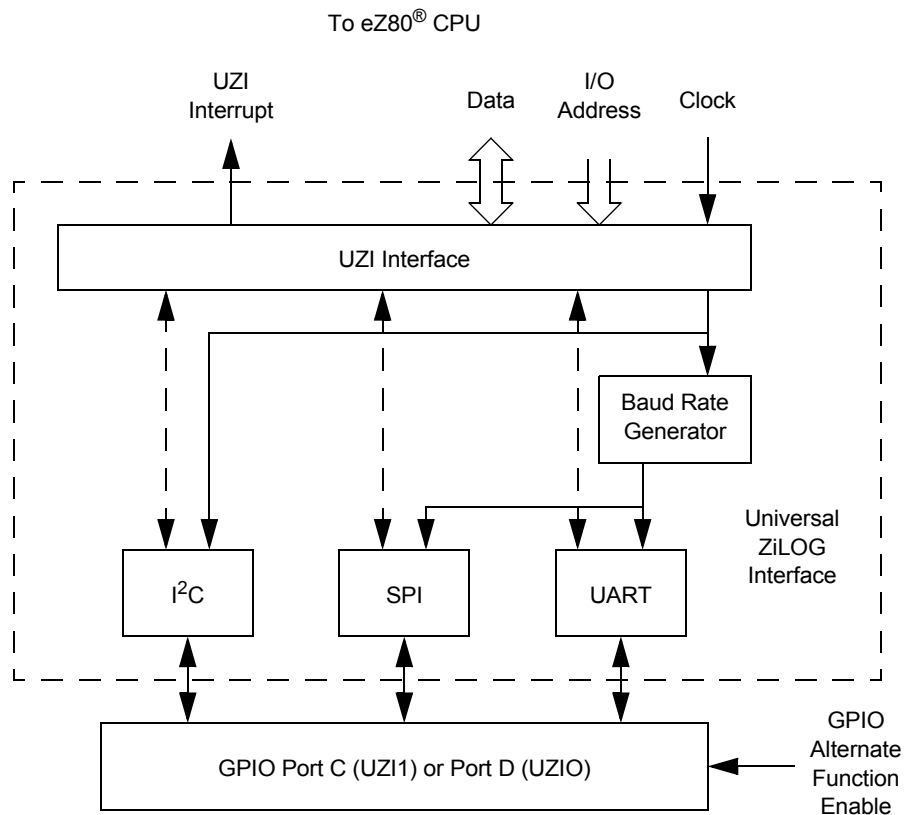 To eZ80® CPU
UZI
Interrupt
Data
I/O
Address
Clock
UZI Interface
Baud Rate
Generator
Universal
ZiLOG
Interface
I²C
SPI
UART
GPIO Port C (UZI1) or Port D (UZIO)
GPIO
Alternate
Function
Enable